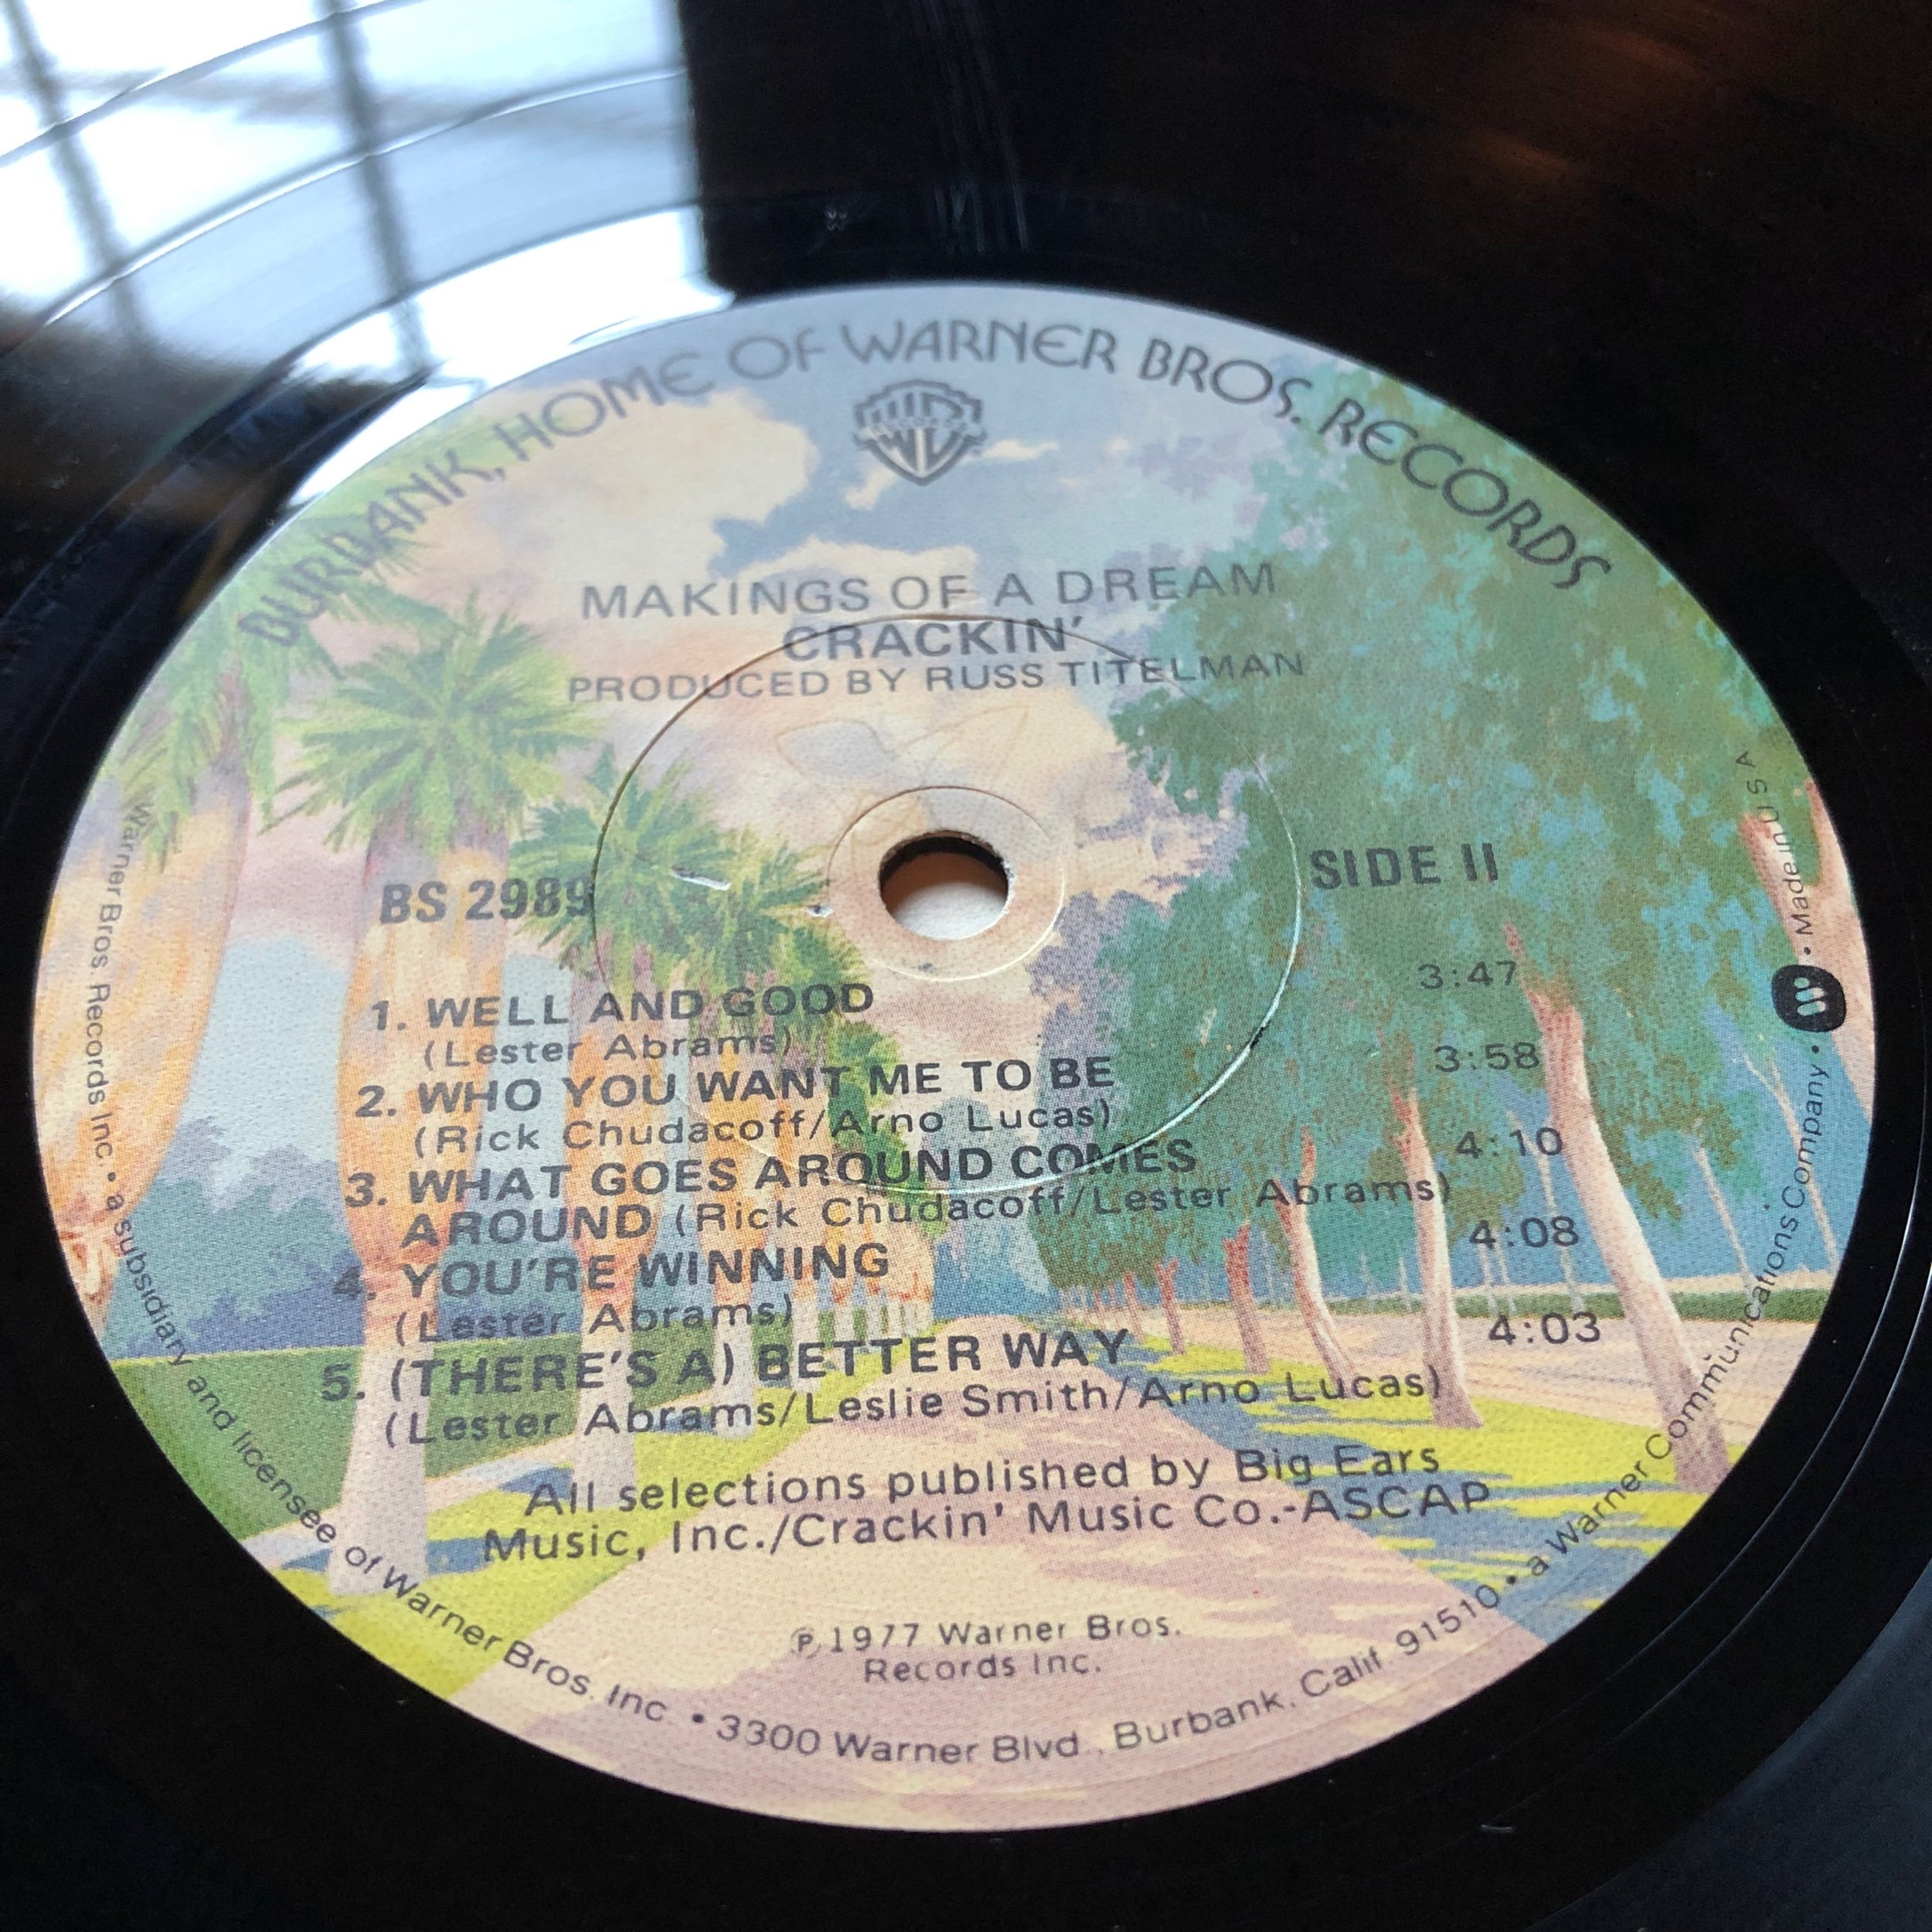 BURBANK, HOME OF WARNER BROS. RECORDS
MAKINGS OF A DREAM
CRACKIN'
PRODUCED BY RUSS TITELMAN
BS 2989
SIDE II
1. WELL AND GOOD 3:47
(Lester Abrams)
2. WHO YOU WANT ME TO BE 3:58
(Rick Chudacoff/Arno Lucas)
3. WHAT GOES AROUND COMES 4:10
AROUND (Rick Chudacoff/Lester Abrams)
4. YOU'RE WINNING 4:08
(Lester Abrams)
5. (THERE'S A) BETTER WAY 4:03
(Lester Abrams/Leslie Smith/Arno Lucas)
All selections published by Big Ears
Music, Inc./Crackin' Music Co.-ASCAP
℗ 1977 Warner Bros.
Records Inc.
Warner Bros. Records Inc. • a subsidiary and licensee of Warner Bros. Inc. • 3300 Warner Blvd., Burbank, Calif. 91510 • a Warner Communications Company • W • Made in U S A